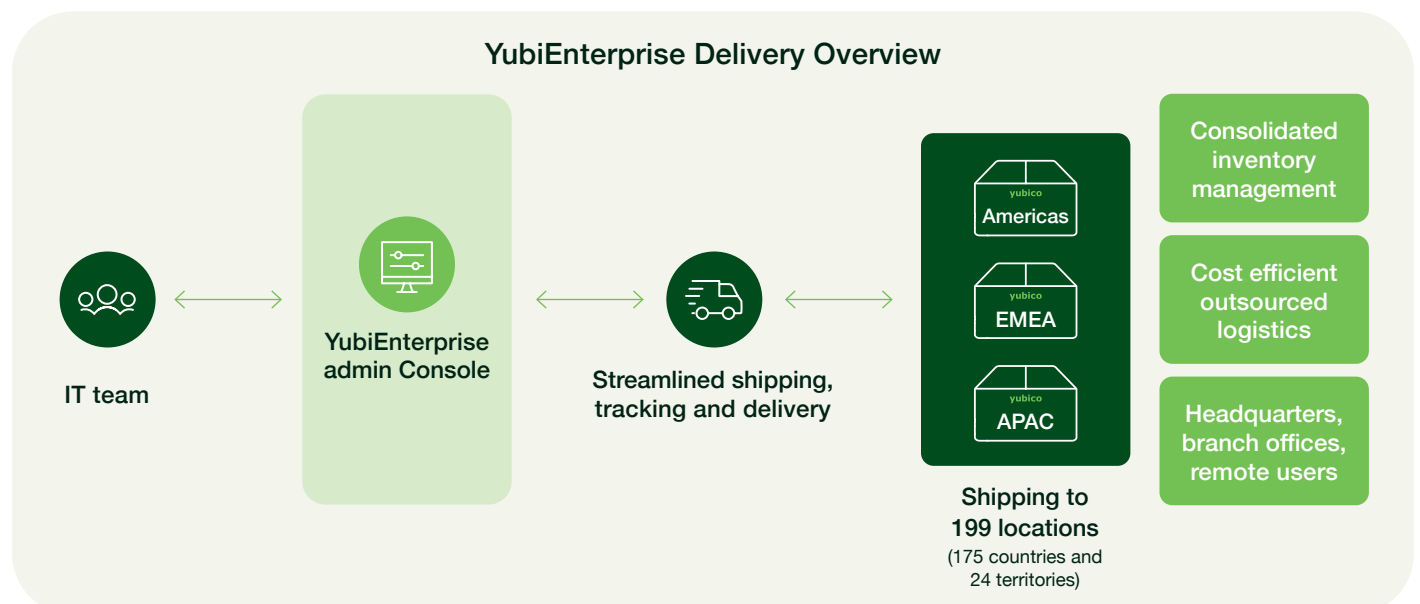 YubiEnterprise Delivery Overview
IT team
YubiEnterprise
admin Console
Streamlined shipping,
tracking and delivery
yubico
Americas
yubico
EMEA
yubico
APAC
Shipping to
199 locations
(175 countries and
24 territories)
Consolidated
inventory
management
Cost efficient
outsourced
logistics
Headquarters,
branch offices,
remote users